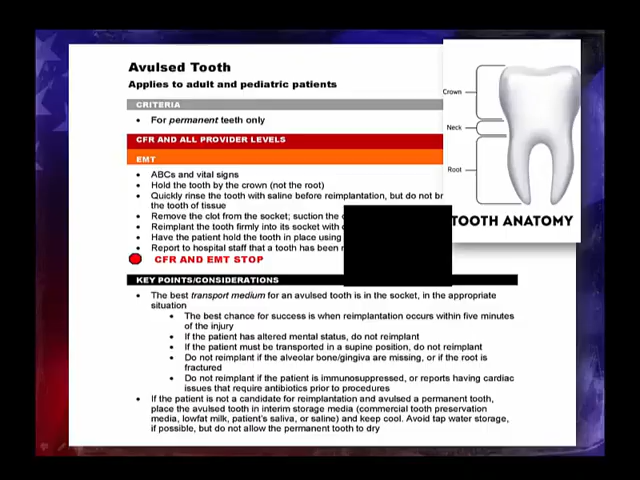 Avulsed Tooth
Applies to adult and pediatric patients
CRITERIA
• For permanent teeth only
CFR AND ALL PROVIDER LEVELS
EMT
• ABCs and vital signs
• Hold the tooth by the crown (not the root)
• Quickly rinse the tooth with saline before reimplantation, but do not br
the tooth of tissue
• Remove the clot from the socket; suction the
• Reimplant the tooth firmly into its socket with
• Have the patient hold the tooth in place using
• Report to hospital staff that a tooth has been
CFR AND EMT STOP
KEY POINTS/CONSIDERATIONS
• The best transport medium for an avulsed tooth is in the socket, in the appropriate
situation
• The best chance for success is when reimplantation occurs within five minutes
of the injury
• If the patient has altered mental status, do not reimplant
• If the patient must be transported in a supine position, do not reimplant
• Do not reimplant if the alveolar bone/gingiva are missing, or if the root is
fractured
• Do not reimplant if the patient is immunosuppressed, or reports having cardiac
issues that require antibiotics prior to procedures
• If the patient is not a candidate for reimplantation and avulsed a permanent tooth,
place the avulsed tooth in interim storage media (commercial tooth preservation
media, lowfat milk, patient's saliva, or saline) and keep cool. Avoid tap water storage,
if possible, but do not allow the permanent tooth to dry
Crown
Neck
Root
TOOTH ANATOMY